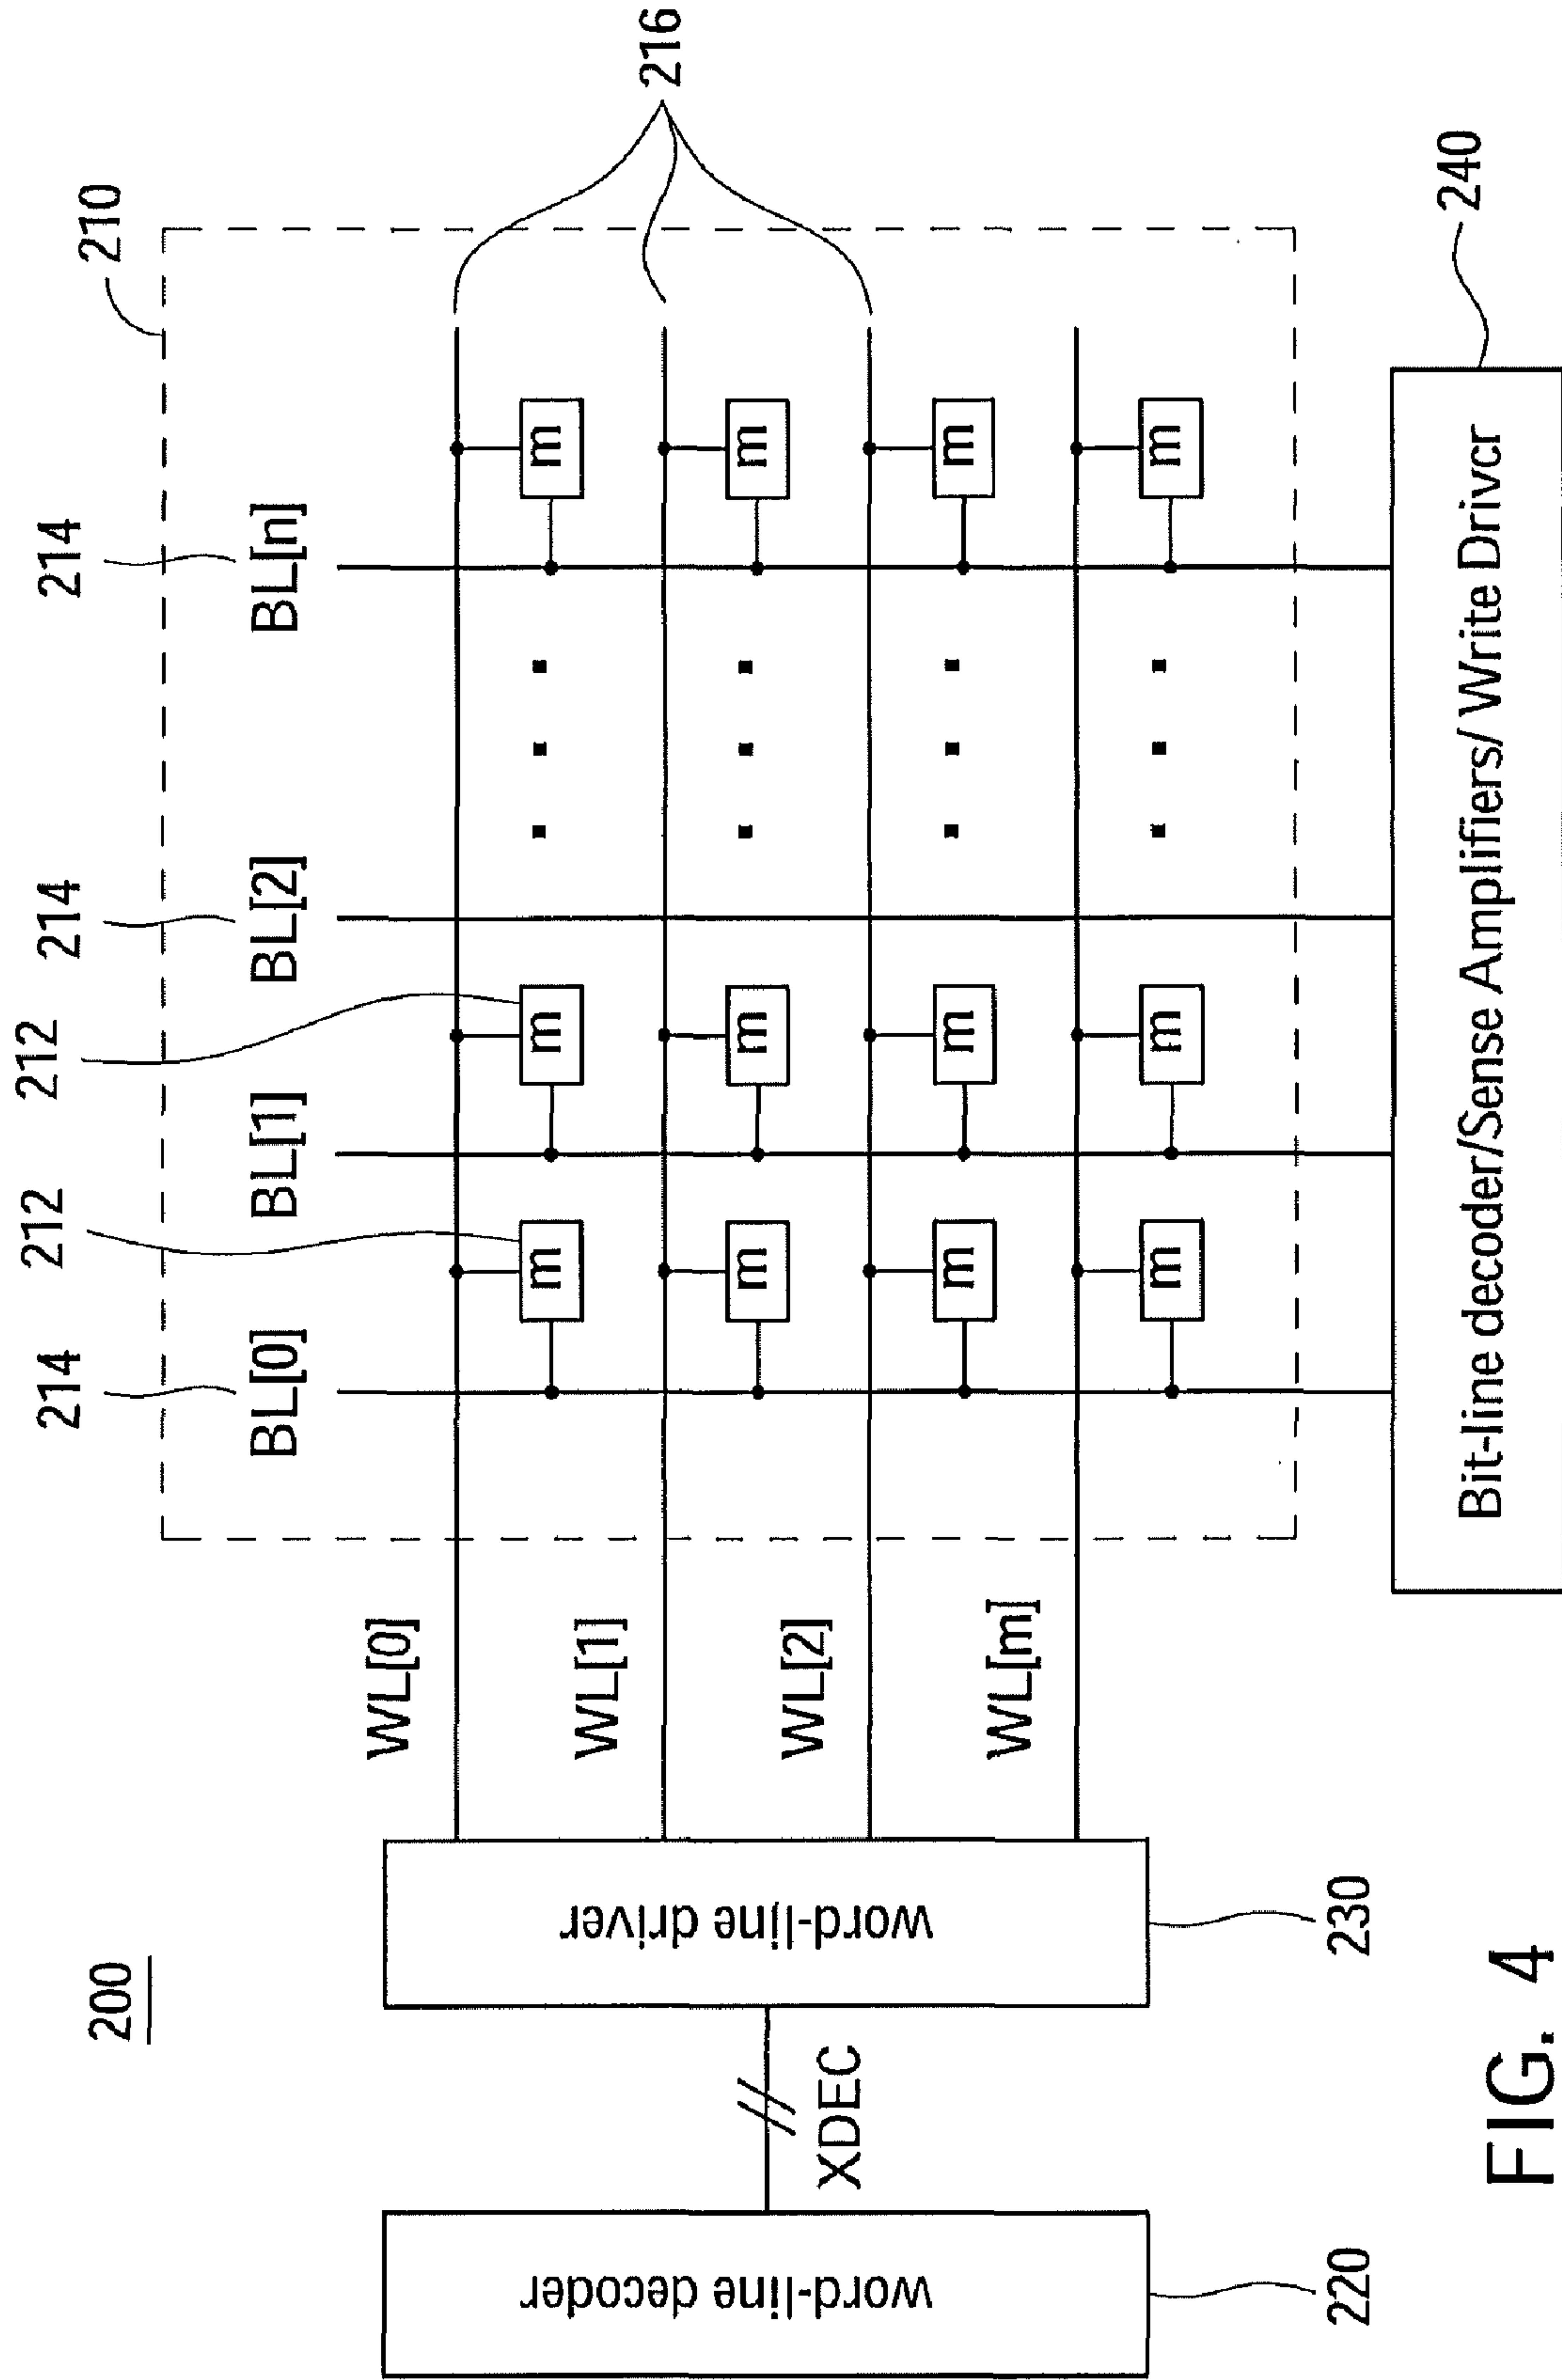 200
210
214
212
214
212
214
BL[0]
BL[1]
BL[2]
BL[n]
216
WL[0]
WL[1]
WL[2]
WL[m]
m
m
m
m
m
m
m
m
m
m
m
m
word-line decoder
XDEC
word-line driver
220
230
Bit-line decoder/Sense Amplifiers/ Write Driver
240
FIG. 4